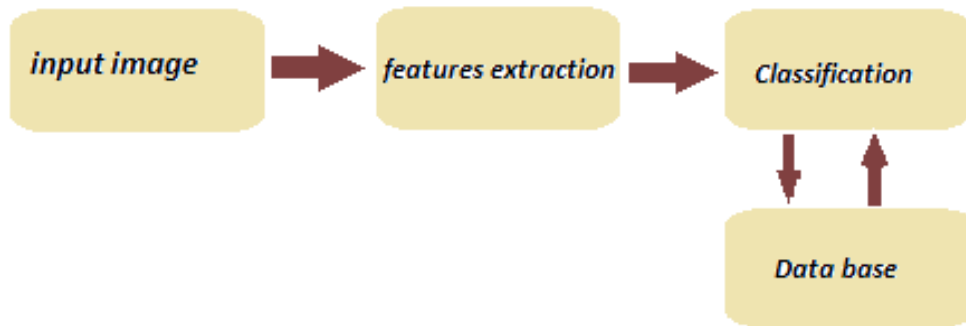 input image
features extraction
Classification
Data base